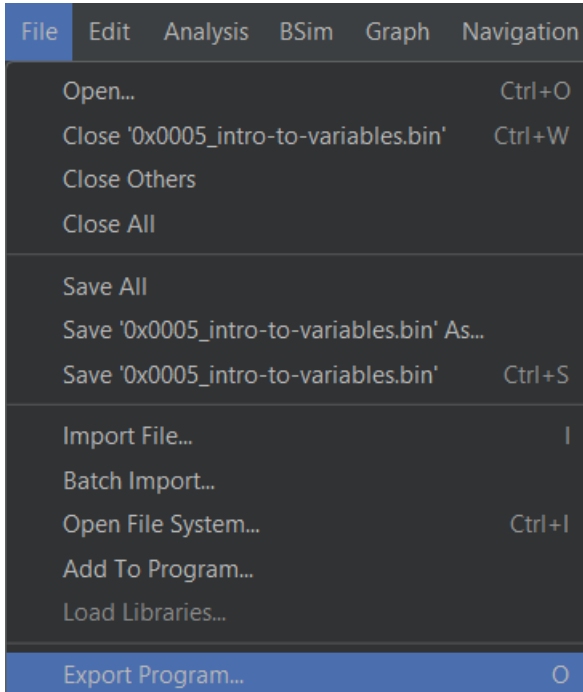 File Edit Analysis BSim Graph Navigation
Open... Ctrl+O
Close '0x0005_intro-to-variables.bin' Ctrl+W
Close Others
Close All
Save All
Save '0x0005_intro-to-variables.bin' As...
Save '0x0005_intro-to-variables.bin' Ctrl+S
Import File... I
Batch Import...
Open File System... Ctrl+I
Add To Program...
Load Libraries...
Export Program... O